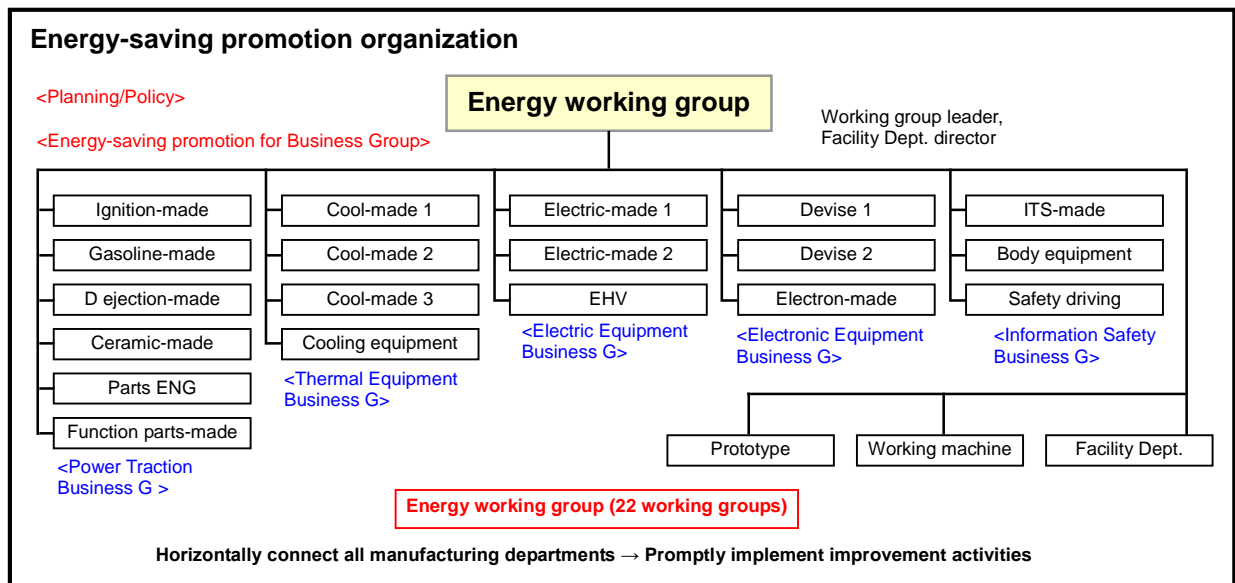 Energy-saving promotion organization
<Planning/Policy>
Energy working group
Working group leader,
Facility Dept. director
<Energy-saving promotion for Business Group>
Ignition-made
Gasoline-made
D ejection-made
Ceramic-made
Parts ENG
Function parts-made
<Power Traction
Business G >
Cool-made 1
Cool-made 2
Cool-made 3
Cooling equipment
<Thermal Equipment
Business G>
Electric-made 1
Electric-made 2
EHV
<Electric Equipment
Business G>
Devise 1
Devise 2
Electron-made
<Electronic Equipment
Business G>
ITS-made
Body equipment
Safety driving
<Information Safety
Business G>
Prototype
Working machine
Facility Dept.
Energy working group (22 working groups)
Horizontally connect all manufacturing departments → Promptly implement improvement activities